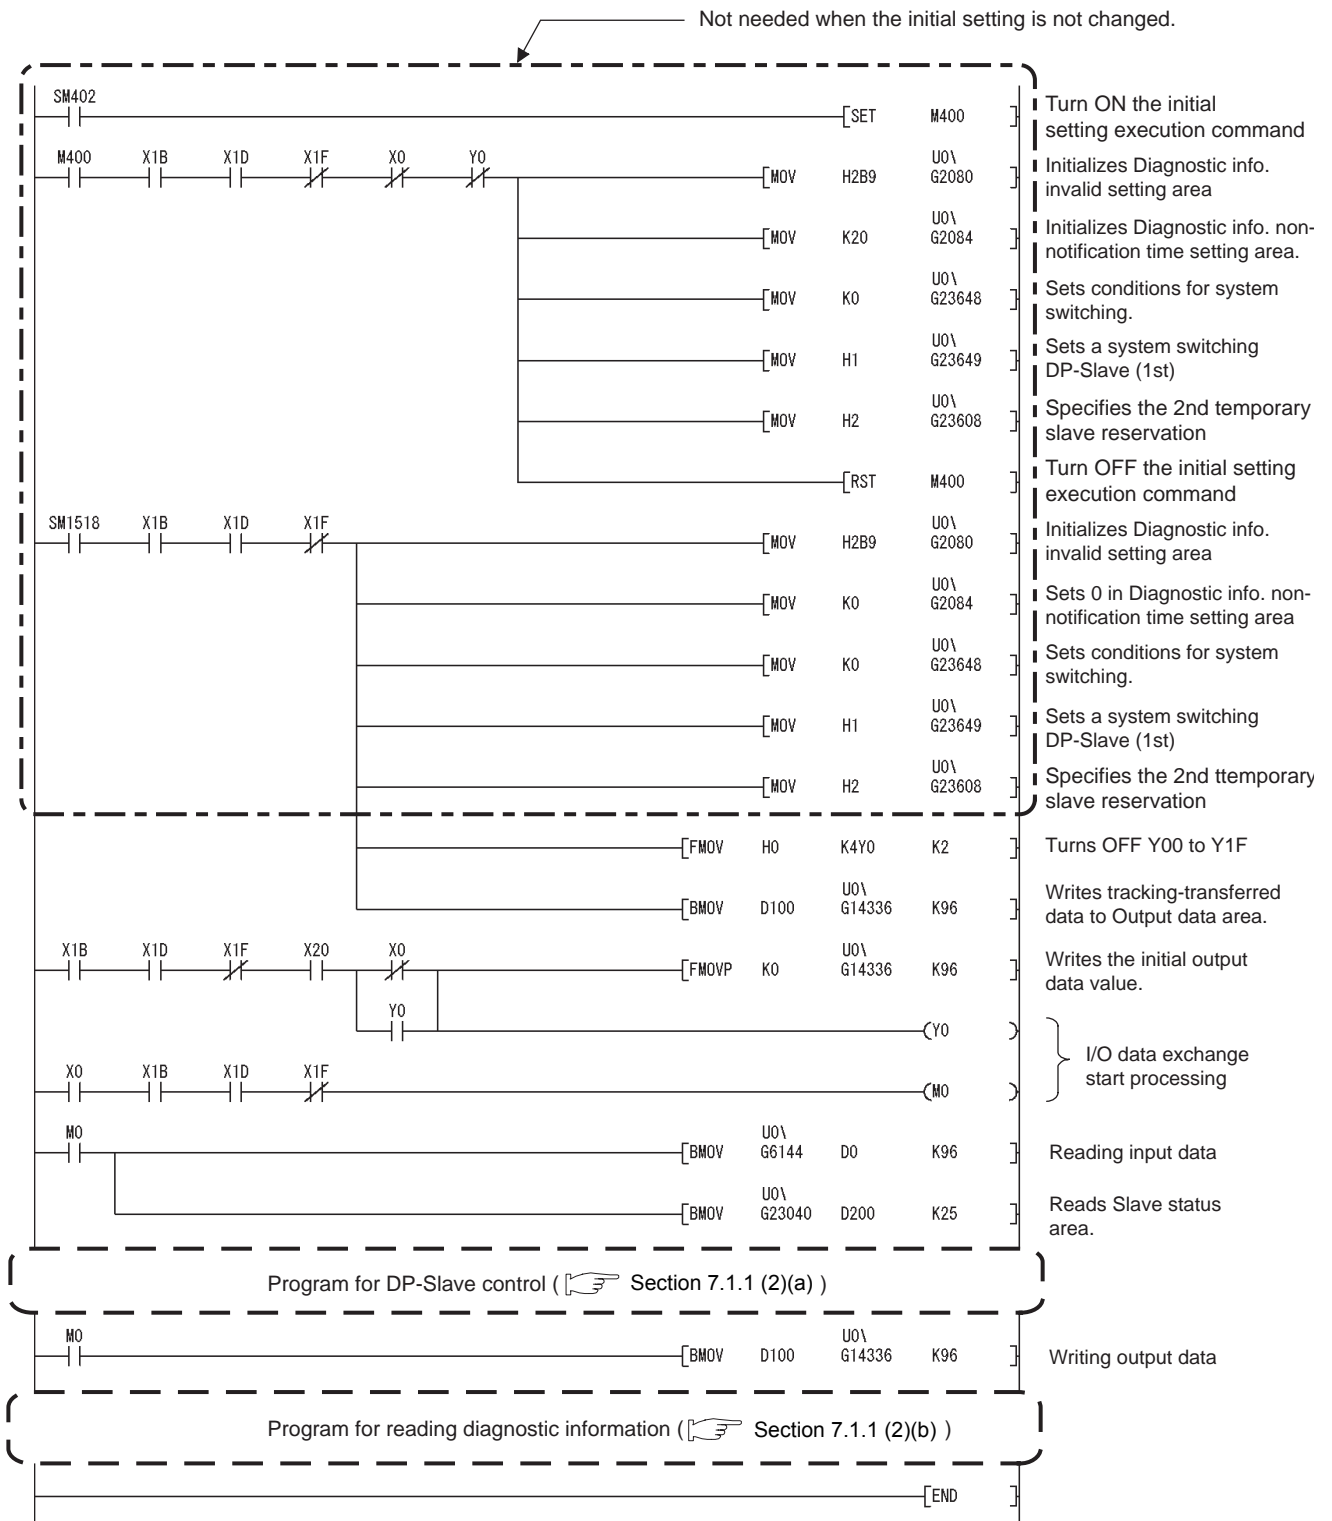 Not needed when the initial setting is not changed.
SM402
SET M400
Turn ON the initial
setting execution command
M400 X1B X1D X1F X0 Y0
U0\
MOV H2B9 G2080
Initializes Diagnostic info.
invalid setting area
U0\
MOV K20 G2084
Initializes Diagnostic info. non-
notification time setting area.
U0\
MOV K0 G23648
Sets conditions for system
switching.
U0\
MOV H1 G23649
Sets a system switching
DP-Slave (1st)
U0\
MOV H2 G23608
Specifies the 2nd temporary
slave reservation
RST M400
Turn OFF the initial setting
execution command
SM1518 X1B X1D X1F
U0\
MOV H2B9 G2080
Initializes Diagnostic info.
invalid setting area
U0\
MOV K0 G2084
Sets 0 in Diagnostic info. non-
notification time setting area
U0\
MOV K0 G23648
Sets conditions for system
switching.
U0\
MOV H1 G23649
Sets a system switching
DP-Slave (1st)
U0\
MOV H2 G23608
Specifies the 2nd ttemporary
slave reservation
FMOV H0 K4Y0 K2
Turns OFF Y00 to Y1F
U0\
BMOV D100 G14336 K96
Writes tracking-transferred
data to Output data area.
X1B X1D X1F X20 X0
U0\
FMOVP K0 G14336 K96
Writes the initial output
data value.
Y0
Y0
I/O data exchange
start processing
X0 X1B X1D X1F
M0
M0
U0\
BMOV G6144 D0 K96
Reading input data
U0\
BMOV G23040 D200 K25
Reads Slave status
area.
Program for DP-Slave control ( Section 7.1.1 (2)(a) )
M0
U0\
BMOV D100 G14336 K96
Writing output data
Program for reading diagnostic information ( Section 7.1.1 (2)(b) )
END